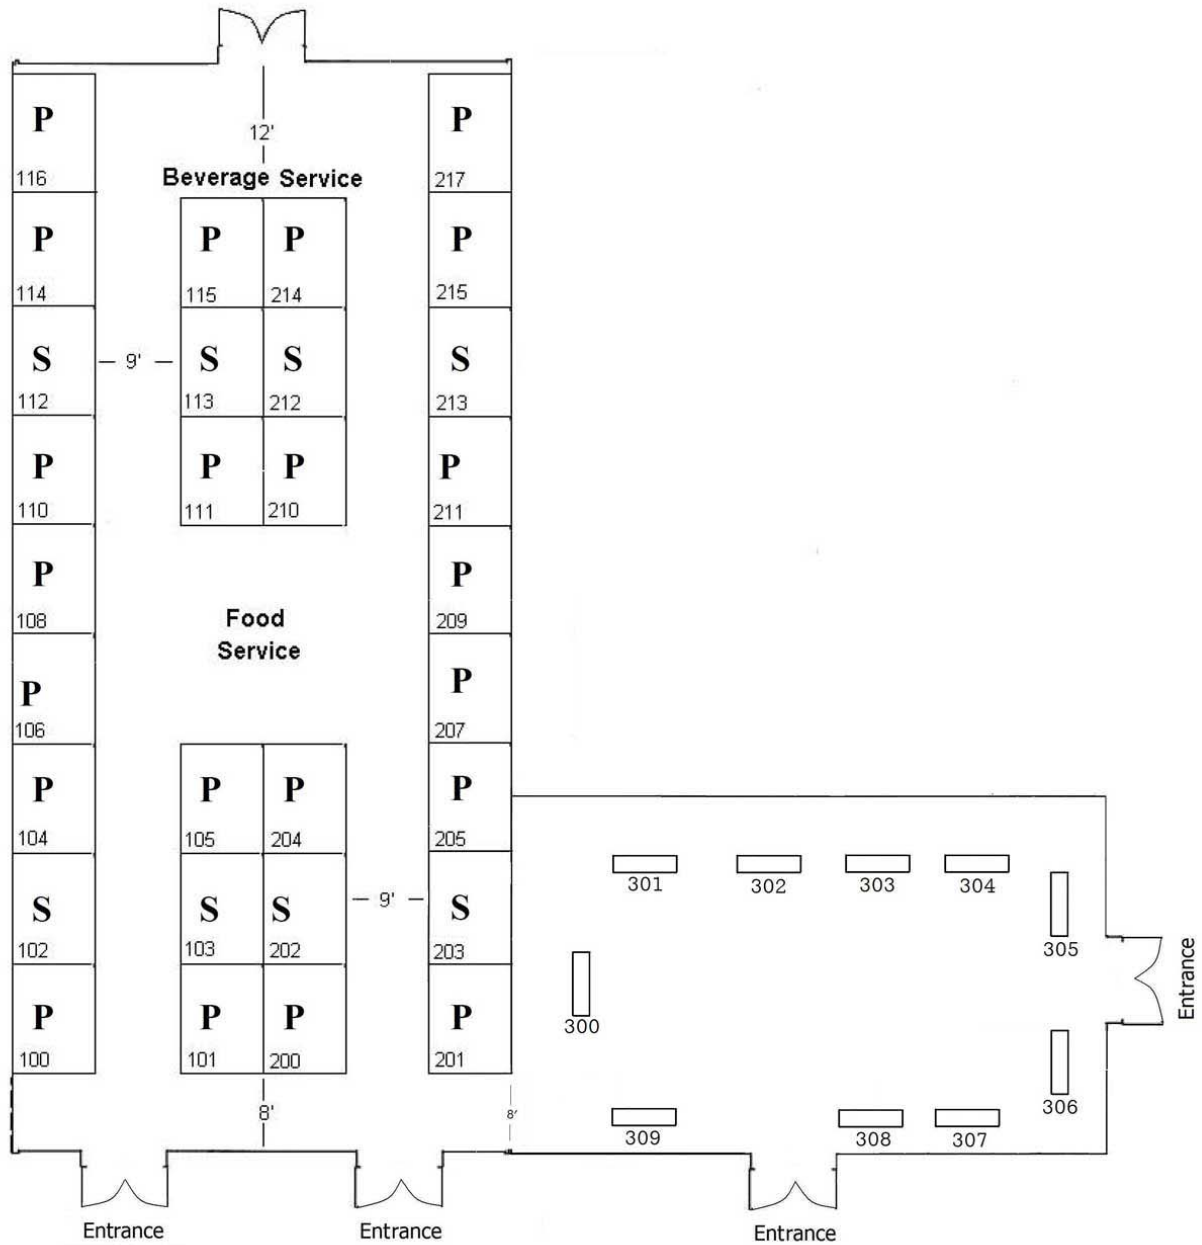 P P
12'
116 Beverage Service 217
P P P P
114 115 214 215
S 9' S S S
112 113 212 213
P P P P
110 111 210 211
P P
108 Food 209
Service
P P
106 207
P P P P
104 105 204 205
S S S 9' S
102 103 202 203
P P P P
100 101 200 201
8' 8'
301 302 303 304
305
300
306
309 308 307
Entrance
Entrance Entrance Entrance